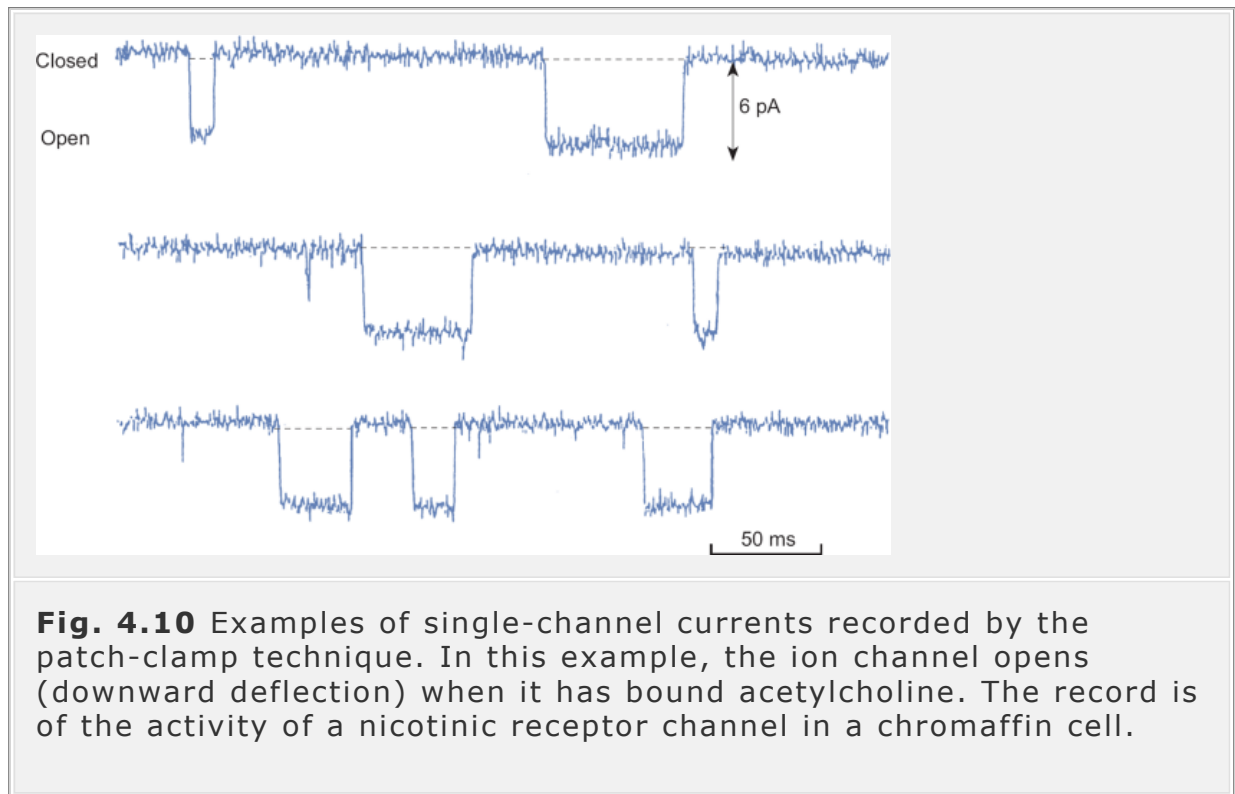 Closed
6 pA
Open
50 ms
Fig. 4.10 Examples of single-channel currents recorded by the
patch-clamp technique. In this example, the ion channel opens
(downward deflection) when it has bound acetylcholine. The record is
of the activity of a nicotinic receptor channel in a chromaffin cell.